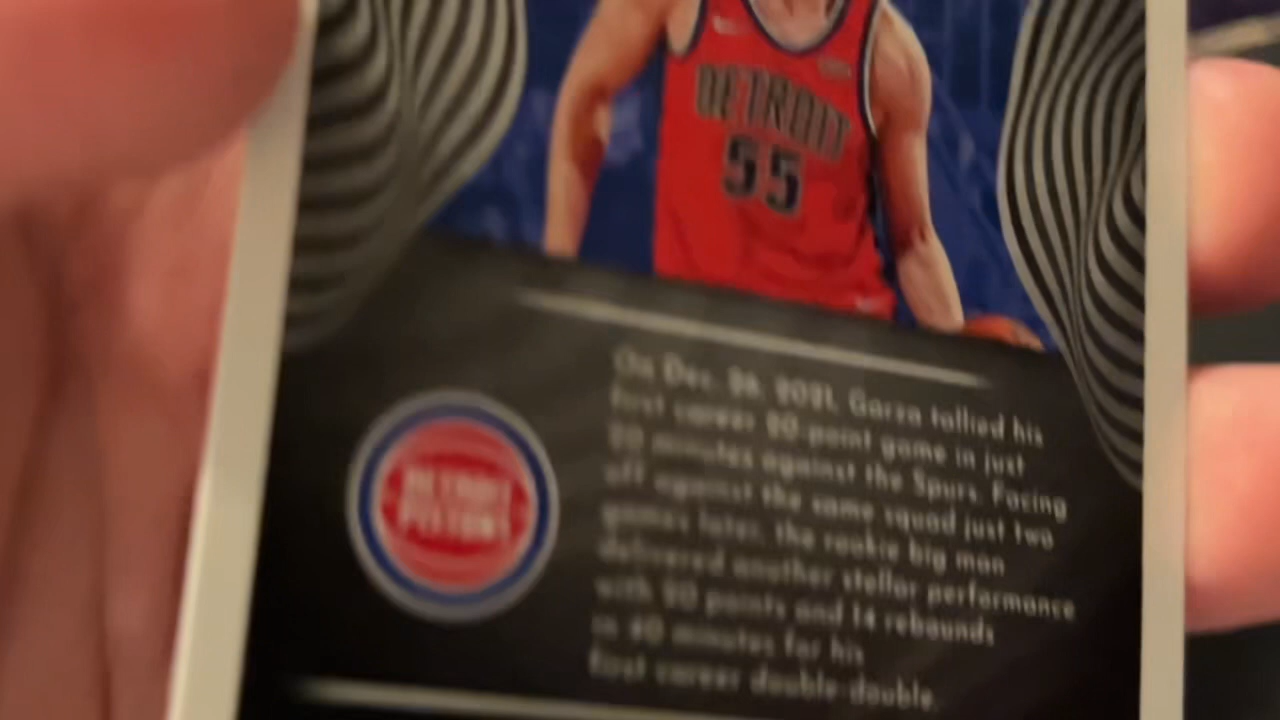 DETROIT
55
On Dec. 26, 2021, Garza tallied his
first career 20-point game in just
20 minutes against the Spurs. Facing
off against the same squad just two
games later, the rookie big man
delivered another stellar performance
with 20 points and 14 rebounds
in 40 minutes for his
first career double-double.
DETROIT
PISTONS